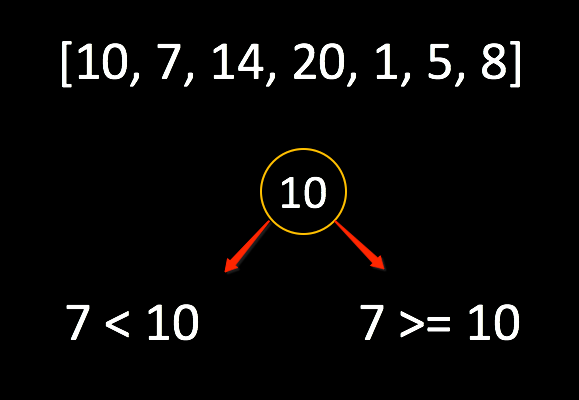 [10, 7, 14, 20, 1, 5, 8]
10
7 < 10
7 >= 10